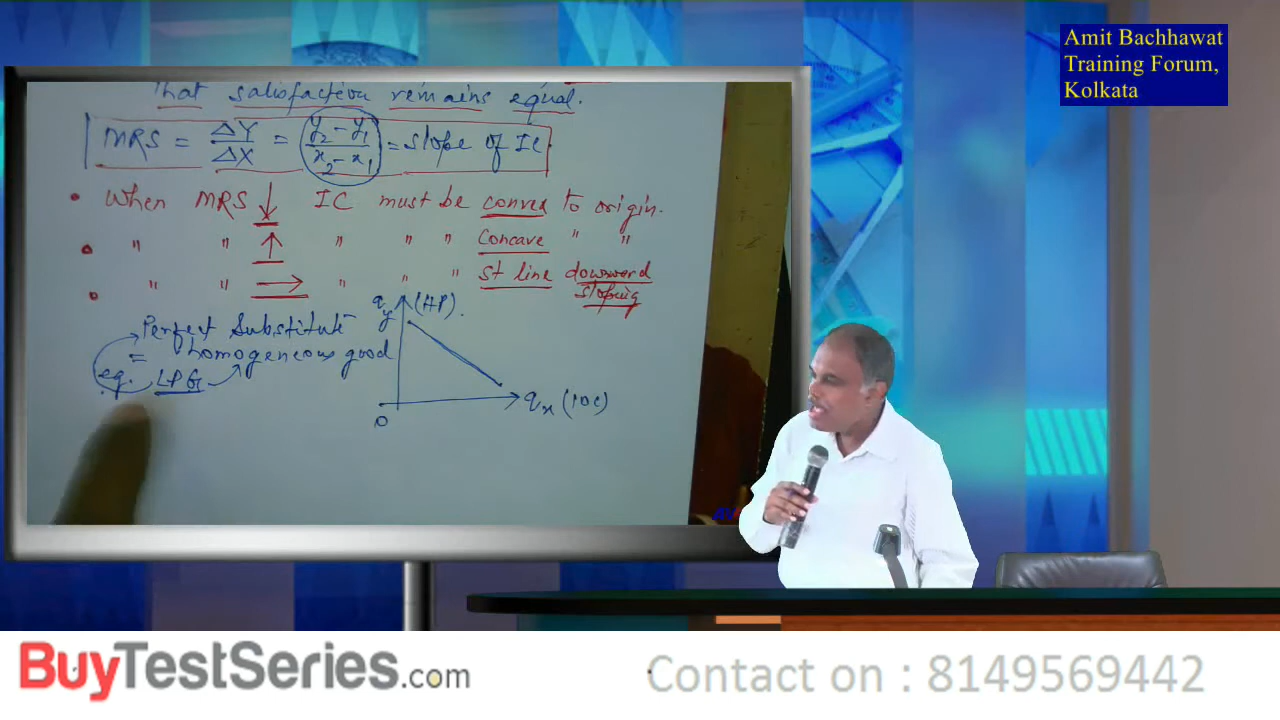 Amit Bachhawat
Training Forum,
Kolkata
That satisfaction remains equal.
MRS = ΔY/ΔX = (y₂-y₁)/(x₂-x₁) = slope of IC.
• When MRS ↓ IC must be convex to origin.
• " " ↑ " " " Concave " "
• " " → " " " St line downward
sloping
qy (HP).
Perfect Substitute
= homogeneous good
eg. LPG
qx (IOC)
O
BuyTestSeries.com
Contact on : 8149569442